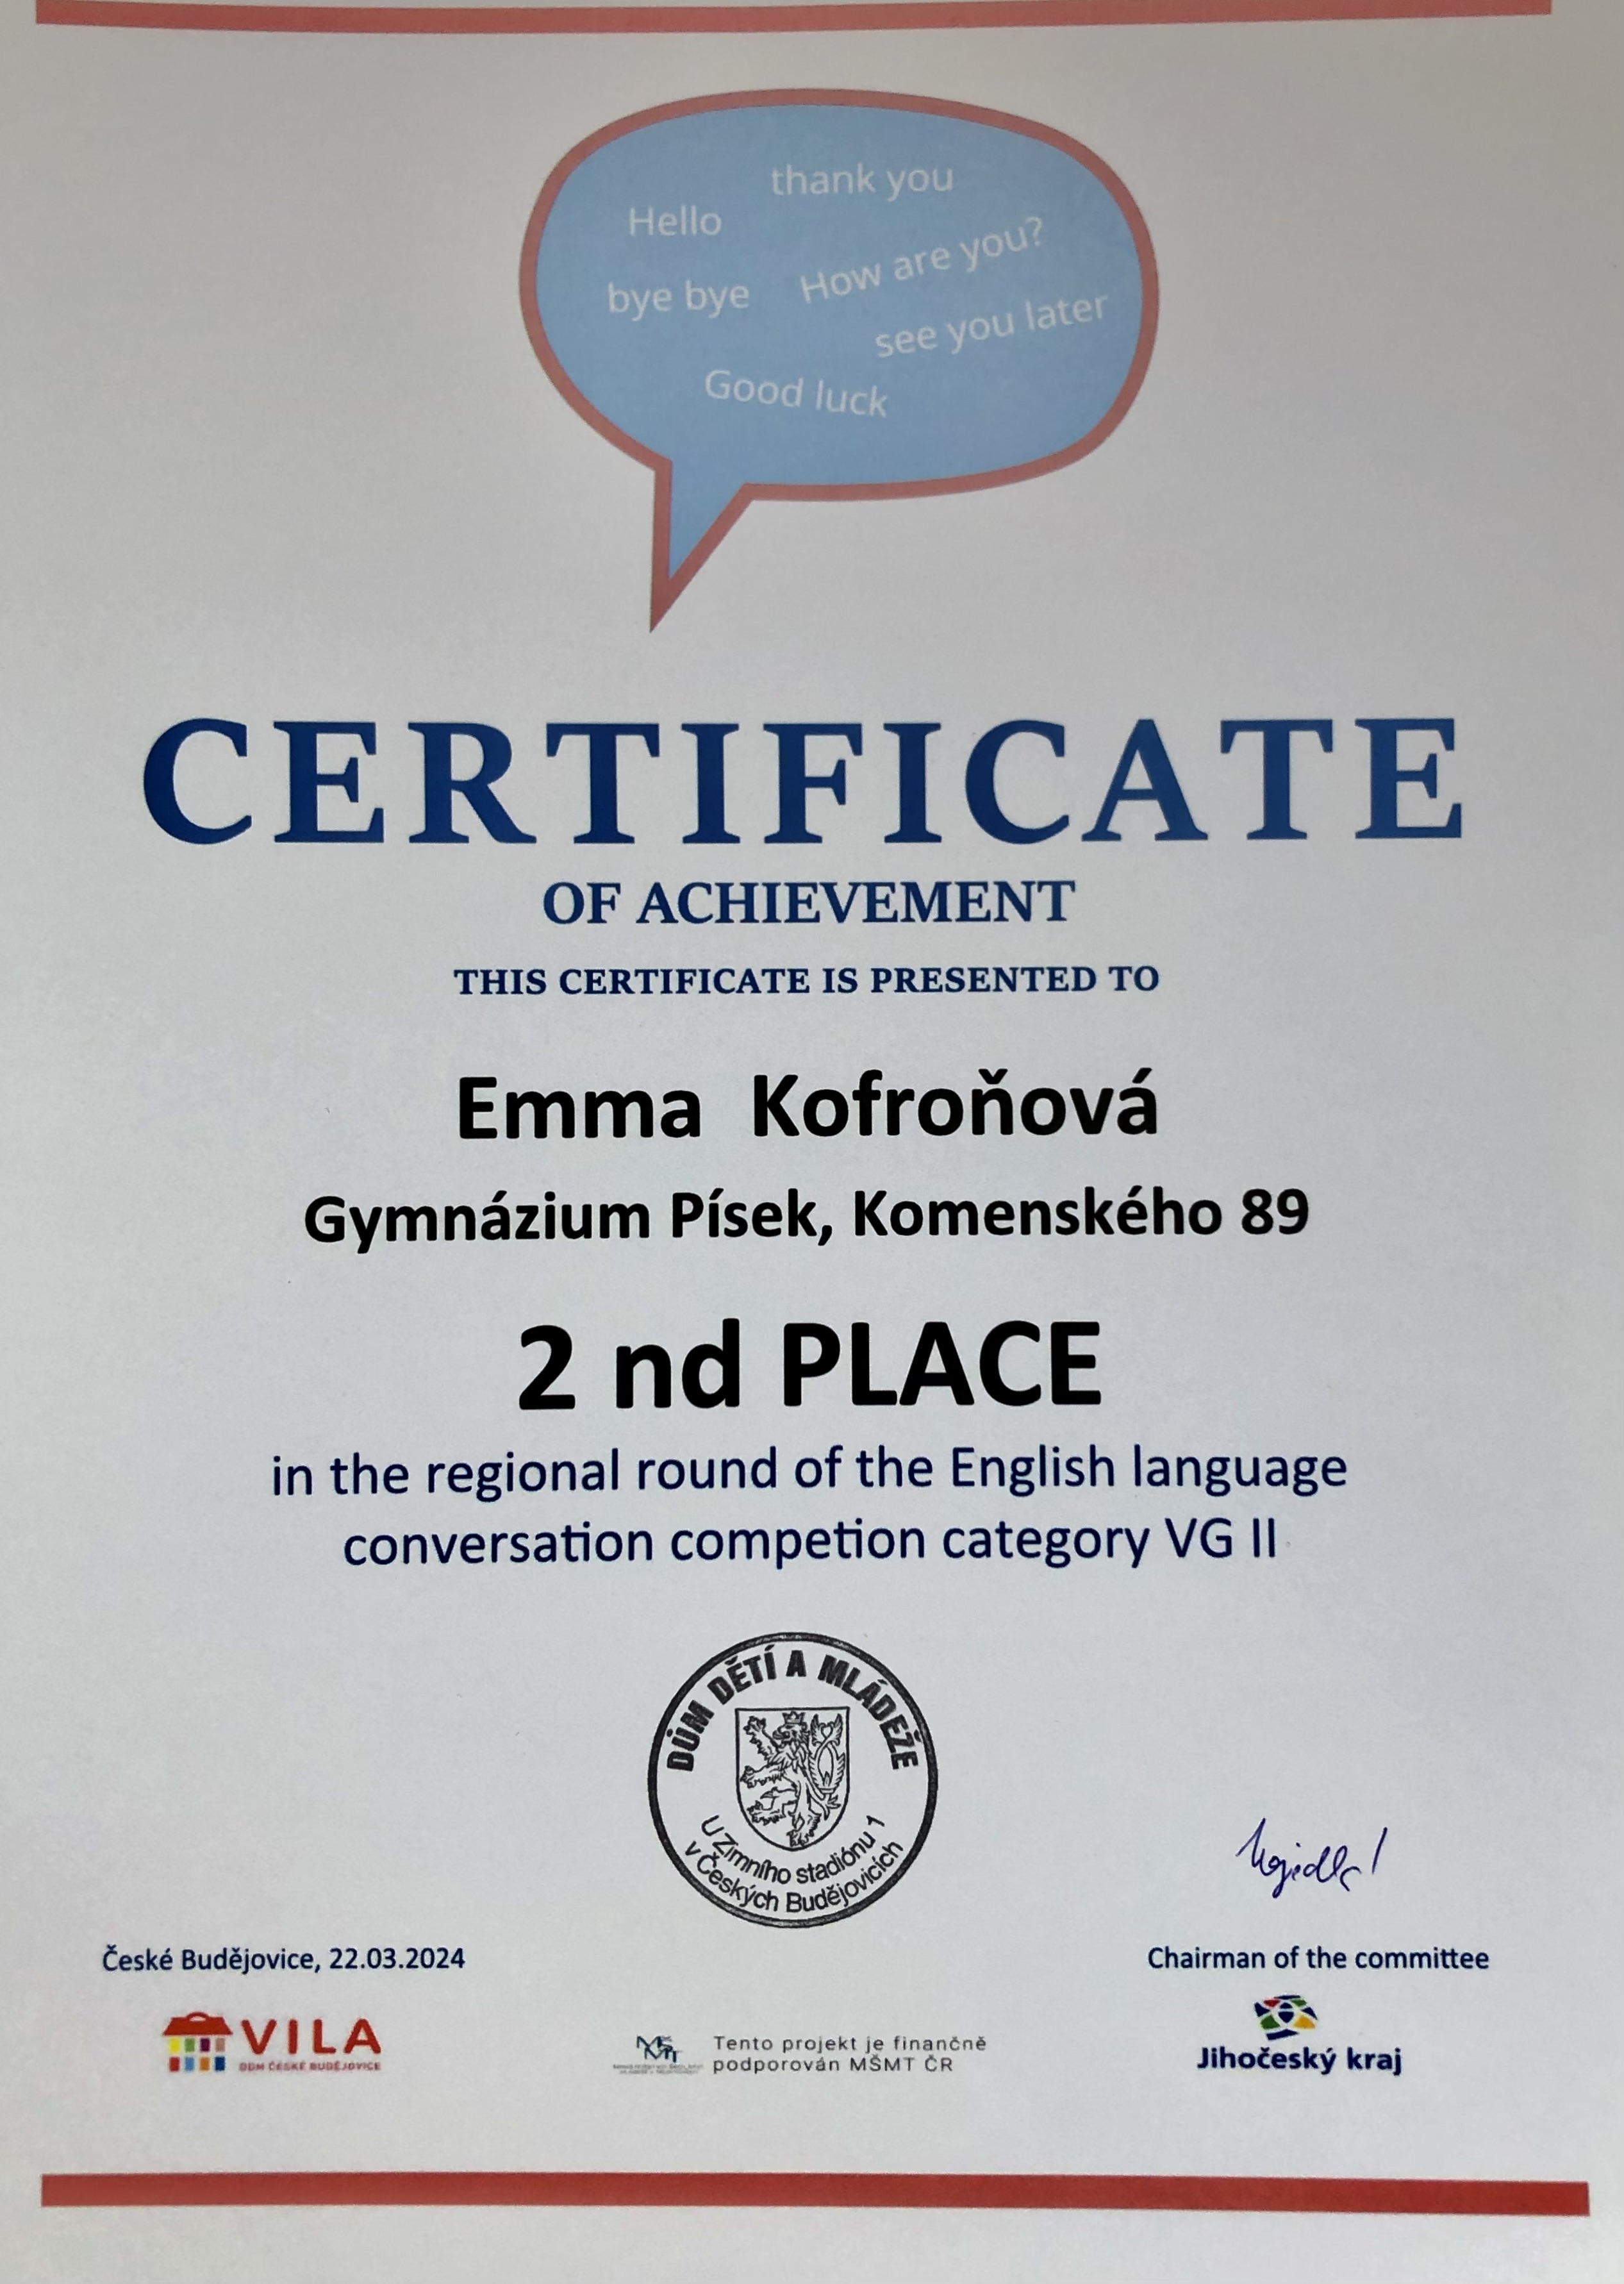 thank you
Hello
How are you?
bye bye
see you later
Good luck
CERTIFICATE
OF ACHIEVEMENT
THIS CERTIFICATE IS PRESENTED TO
Emma Kofroňová
Gymnázium Písek, Komenského 89
2 nd PLACE
in the regional round of the English language
conversation competion category VG II
DŮM DĚTÍ A MLÁDEŽE
U Zimního stadiónu 1
v Českých Budějovicích
České Budějovice, 22.03.2024
Chairman of the committee
VILA
DDM ČESKÉ BUDĚJOVICE
Tento projekt je finančně
podporován MŠMT ČR
Jihočeský kraj